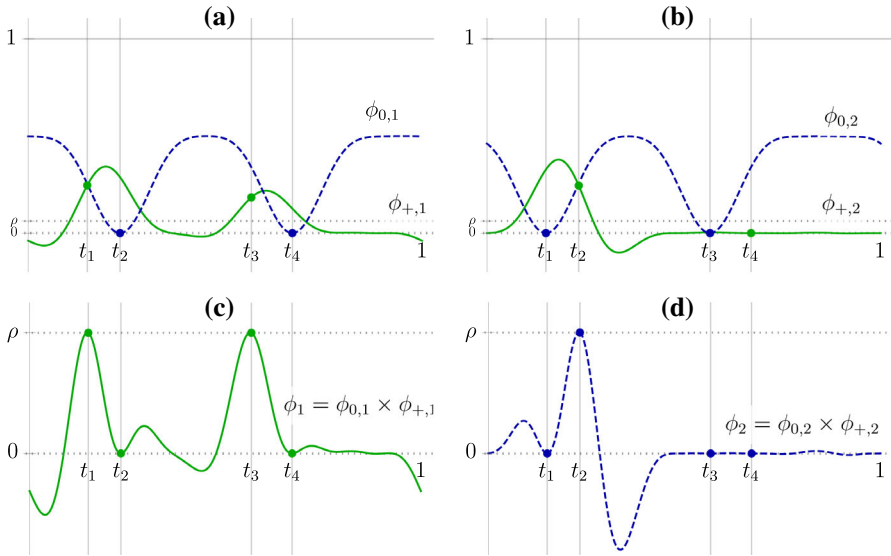 (a)
1
ϕ0,1
ϕ+,1
ρ
0
t1 t2 t3 t4 1
(b)
1
ϕ0,2
ϕ+,2
ρ
0
t1 t2 t3 t4 1
(c)
ρ
ϕ1 = ϕ0,1 × ϕ+,1
0
t1 t2 t3 t4 1
(d)
ρ
ϕ2 = ϕ0,2 × ϕ+,2
0
t1 t2 t3 t4 1